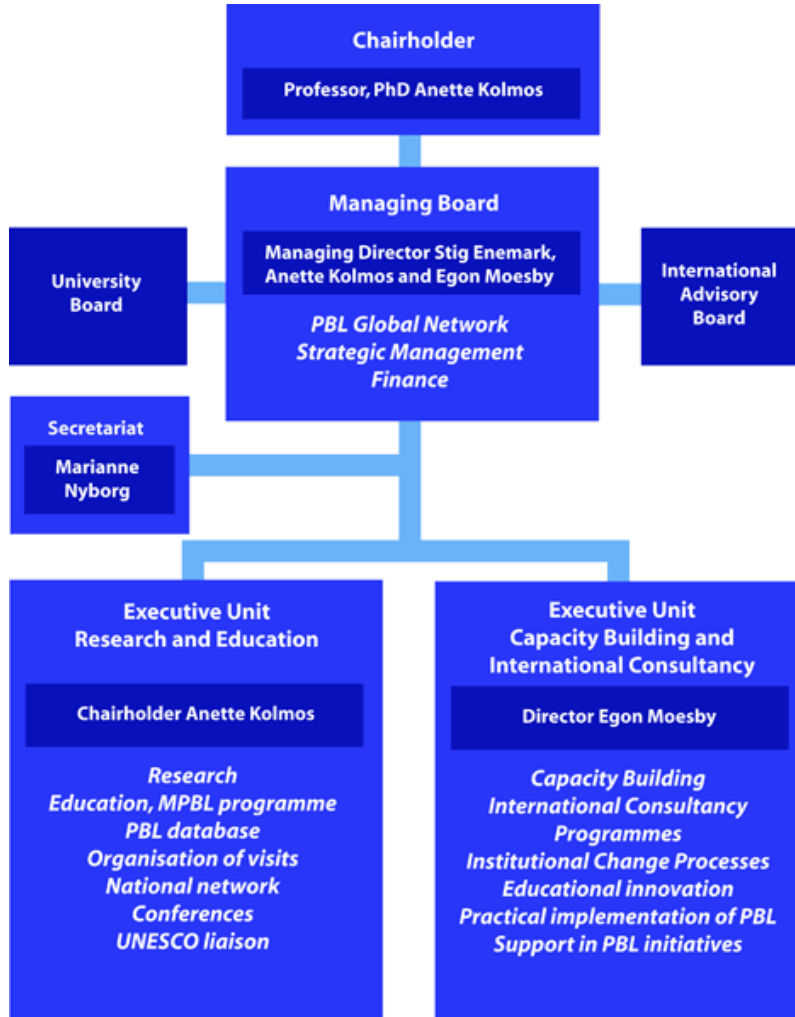 Chairholder
Professor, PhD Anette Kolmos
Managing Board
Managing Director Stig Enemark,
Anette Kolmos and Egon Moesby
PBL Global Network
Strategic Management
Finance
University
Board
International
Advisory
Board
Secretariat
Marianne
Nyborg
Executive Unit
Research and Education
Chairholder Anette Kolmos
Research
Education, MPBL programme
PBL database
Organisation of visits
National network
Conferences
UNESCO liaison
Executive Unit
Capacity Building and
International Consultancy
Director Egon Moesby
Capacity Building
International Consultancy
Programmes
Institutional Change Processes
Educational innovation
Practical implementation of PBL
Support in PBL initiatives